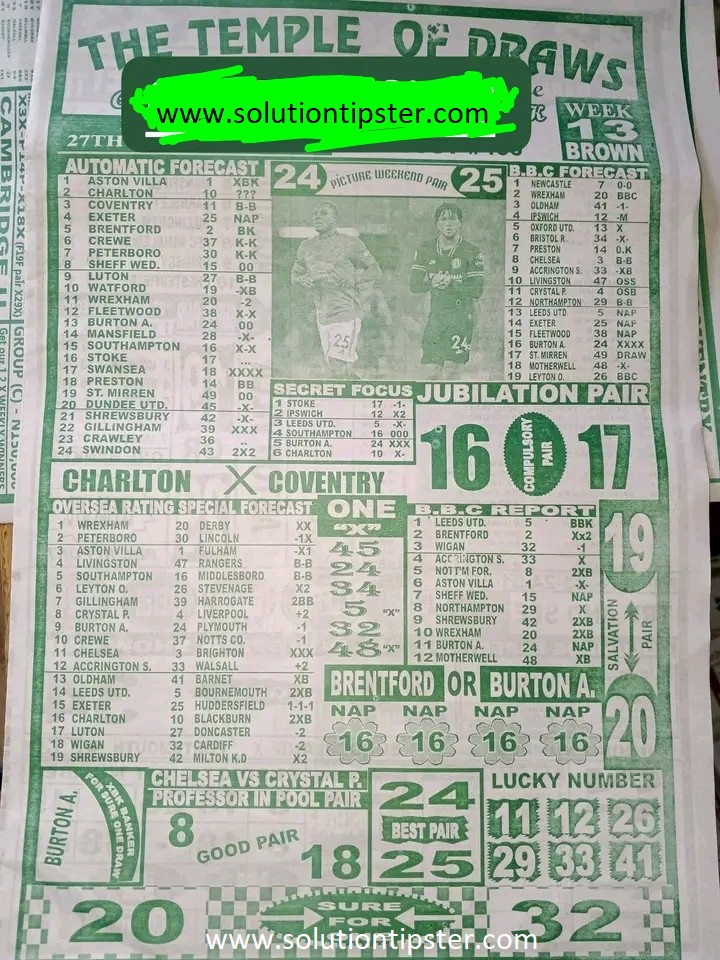 THE TEMPLE OF DRAWS
www.solutiontipster.com
27TH
WEEK
13
BROWN
AUTOMATIC FORECAST
1 ASTON VILLA 1 XBK
2 CHARLTON 10 ???
3 COVENTRY 11 B-B
4 EXETER 25 NAP
5 BRENTFORD 2 BK
6 CREWE 37 K-K
7 PETERBORO 30 K-K
8 SHEFF WED. 15 00
9 LUTON 27 B-B
10 WATFORD 19 -XB
11 WREXHAM 20 -2
12 FLEETWOOD 38 X-X
13 BURTON A. 24 00
14 MANSFIELD 28 -X-
15 SOUTHAMPTON 16 X-X
16 STOKE 17 ...
17 SWANSEA 18 XXXX
18 PRESTON 14 BB
19 ST. MIRREN 49 00
20 DUNDEE UTD. 45 -X-
21 SHREWSBURY 42 -X-
22 GILLINGHAM 39 XXX
23 CRAWLEY 36 ..
24 SWINDON 43 2X2
24 PICTURE WEEKEND PAIR 25
25
24
B.B.C FORECAST
1 NEWCASTLE 7 0-0
2 WREXHAM 20 BBC
3 OLDHAM 41 -1-
4 IPSWICH 12 -M
5 OXFORD UTD. 13 X
6 BRISTOL R. 34 -X-
7 PRESTON 14 D.K
8 CHELSEA 3 B-B
9 ACCRINGTON S. 33 -XB
10 LIVINGSTON 47 OSS
11 CRYSTAL P. 4 OSB
12 NORTHAMPTON 29 B-B
13 LEEDS UTD. 5 NAP
14 EXETER 25 NAP
15 FLEETWOOD 38 NAP
16 BURTON A. 24 XXXX
17 ST. MIRREN 49 DRAW
18 MOTHERWELL 48 -X-
19 LEYTON O. 26 BBC
SECRET FOCUS
1 STOKE 17 -1-
2 IPSWICH 12 X2
3 LEEDS UTD. 5 -X-
4 SOUTHAMPTON 16 000
5 BURTON A. 24 XXX
6 CHARLTON 10 X-
JUBILATION PAIR
16 COMPULSORY PAIR 17
CHARLTON X COVENTRY
OVERSEA RATING SPECIAL FORECAST
1 WREXHAM 20 DERBY XX
2 PETERBORO 30 LINCOLN -1X
3 ASTON VILLA 1 FULHAM -X1
4 LIVINGSTON 47 RANGERS B-B
5 SOUTHAMPTON 16 MIDDLESBORO B-B
6 LEYTON O. 26 STEVENAGE X2
7 GILLINGHAM 39 HARROGATE 2BB
8 CRYSTAL P. 4 LIVERPOOL +2
9 BURTON A. 24 PLYMOUTH -1
10 CREWE 37 NOTTS CO. -1
11 CHELSEA 3 BRIGHTON XXX
12 ACCRINGTON S. 33 WALSALL +2
13 OLDHAM 41 BARNET XB
14 LEEDS UTD. 5 BOURNEMOUTH 2XB
15 EXETER 25 HUDDERSFIELD 1-1-1
16 CHARLTON 10 BLACKBURN 2XB
17 LUTON 27 DONCASTER -2
18 WIGAN 32 CARDIFF -2
19 SHREWSBURY 42 MILTON K.D X2
ONE
"X"
45
24
34
5 "X"
32
48 "X"
B.B.C REPORT
1 LEEDS UTD. 5 BBK
2 BRENTFORD 2 Xx2
3 WIGAN 32 -1
4 ACCRINGTON S. 33 X
5 NOTT'M FOR. 8 2XB
6 ASTON VILLA 1 -X-
7 SHEFF WED. 15 NAP
8 NORTHAMPTON 29 X
9 SHREWSBURY 42 2XB
10 WREXHAM 20 2XB
11 BURTON A. 24 NAP
12 MOTHERWELL 48 XB
19
SALVATION PAIR
20
BRENTFORD OR BURTON A.
NAP NAP NAP NAP
16 16 16 16
BURTON A.
XBK BANKER
FOR SURE ONE DRAW
CHELSEA VS CRYSTAL P.
PROFESSOR IN POOL PAIR
8 GOOD PAIR 18
24
BEST PAIR
25
LUCKY NUMBER
11 12 26
29 33 41
20 SURE FOR 32
www.solutiontipster.com